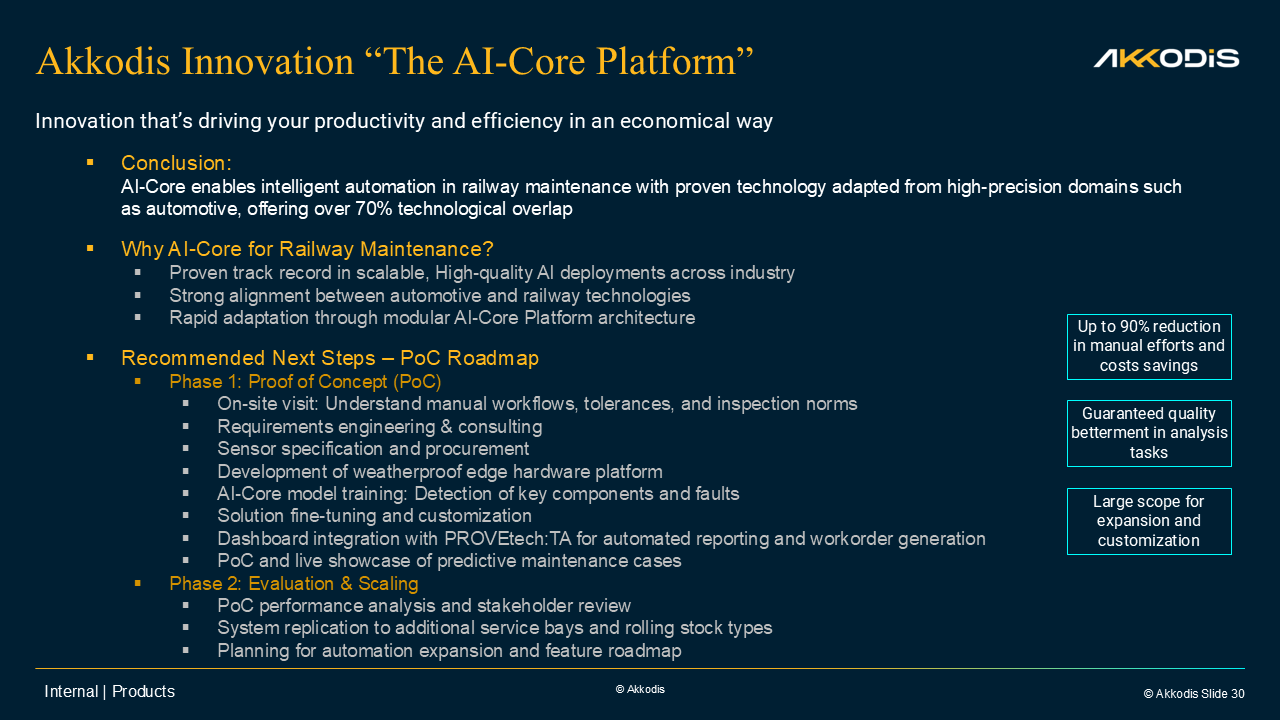 Akkodis Innovation “The AI-Core Platform”
AKKODiS
Innovation that’s driving your productivity and efficiency in an economical way
▪ Conclusion:
AI-Core enables intelligent automation in railway maintenance with proven technology adapted from high-precision domains such
as automotive, offering over 70% technological overlap
▪ Why AI-Core for Railway Maintenance?
▪ Proven track record in scalable, High-quality AI deployments across industry
▪ Strong alignment between automotive and railway technologies
▪ Rapid adaptation through modular AI-Core Platform architecture
▪ Recommended Next Steps – PoC Roadmap
▪ Phase 1: Proof of Concept (PoC)
▪ On-site visit: Understand manual workflows, tolerances, and inspection norms
▪ Requirements engineering & consulting
▪ Sensor specification and procurement
▪ Development of weatherproof edge hardware platform
▪ AI-Core model training: Detection of key components and faults
▪ Solution fine-tuning and customization
▪ Dashboard integration with PROVEtech:TA for automated reporting and workorder generation
▪ PoC and live showcase of predictive maintenance cases
▪ Phase 2: Evaluation & Scaling
▪ PoC performance analysis and stakeholder review
▪ System replication to additional service bays and rolling stock types
▪ Planning for automation expansion and feature roadmap
Up to 90% reduction
in manual efforts and
costs savings
Guaranteed quality
betterment in analysis
tasks
Large scope for
expansion and
customization
Internal | Products
© Akkodis
© Akkodis Slide 30